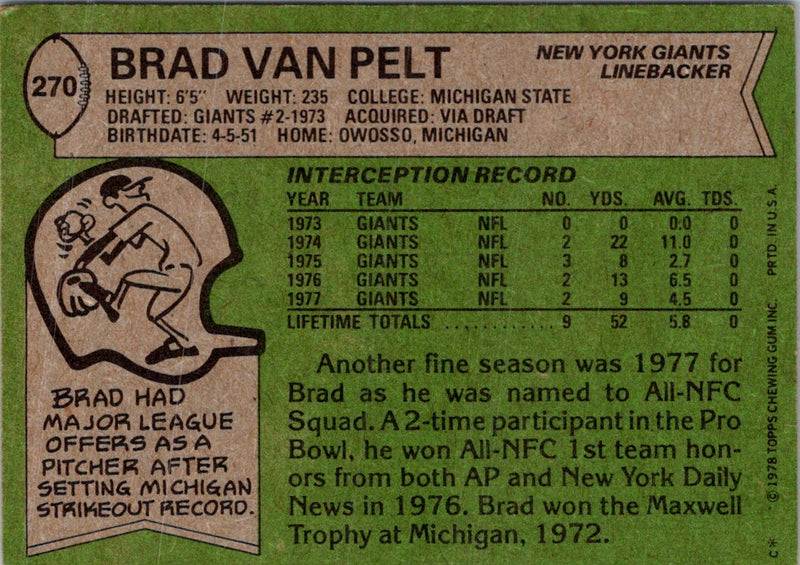 270
BRAD VAN PELT
NEW YORK GIANTS
LINEBACKER
HEIGHT: 6'5" WEIGHT: 235 COLLEGE: MICHIGAN STATE
DRAFTED: GIANTS #2-1973 ACQUIRED: VIA DRAFT
BIRTHDATE: 4-5-51 HOME: OWOSSO, MICHIGAN
INTERCEPTION RECORD
YEAR TEAM NO. YDS. AVG. TDS.
1973 GIANTS NFL 0 0 0.0 0
1974 GIANTS NFL 2 22 11.0 0
1975 GIANTS NFL 3 8 2.7 0
1976 GIANTS NFL 2 13 6.5 0
1977 GIANTS NFL 2 9 4.5 0
LIFETIME TOTALS ............ 9 52 5.8 0
BRAD HAD
MAJOR LEAGUE
OFFERS AS A
PITCHER AFTER
SETTING MICHIGAN
STRIKEOUT RECORD.
Another fine season was 1977 for
Brad as he was named to All-NFC
Squad. A 2-time participant in the Pro
Bowl, he won All-NFC 1st team hon-
ors from both AP and New York Daily
News in 1976. Brad won the Maxwell
Trophy at Michigan, 1972.
C* © 1978 TOPPS CHEWING GUM INC. PRTD. IN U.S.A.